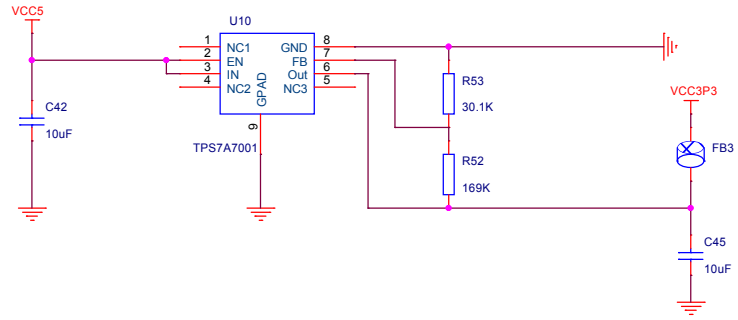 VCC5
U10
1 NC1 GND 8
2 EN FB 7
3 IN Out 6
4 NC2 NC3 5
GPAD
9
TPS7A7001
C42
10uF
R53
30.1K
R52
169K
VCC3P3
FB3
C45
10uF